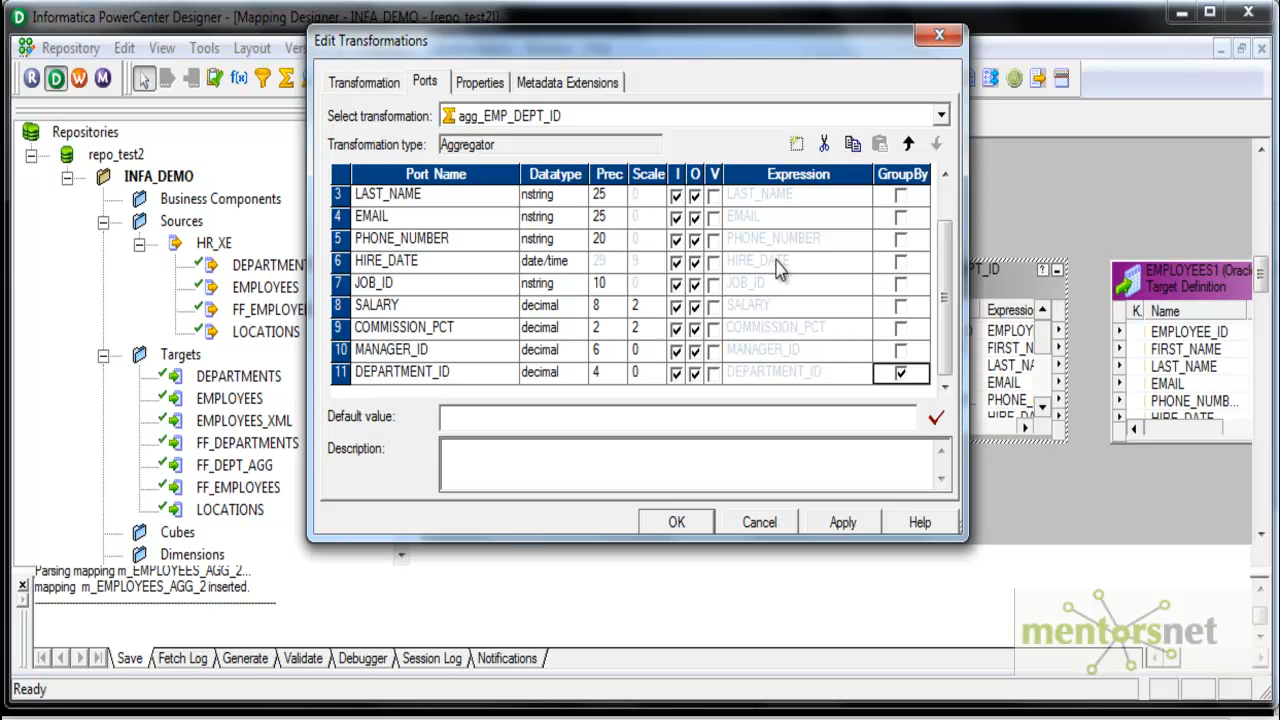 Informatica PowerCenter Designer - [Mapping Designer - INFA_DEMO - [repo_test2]]
Repository Edit View Tools Layout Vers
Edit Transformations
Transformation Ports Properties Metadata Extensions
Select transformation: agg_EMP_DEPT_ID
Transformation type: Aggregator
Port Name Datatype Prec Scale I O V Expression GroupBy
3 LAST_NAME nstring 25 0 LAST_NAME
4 EMAIL nstring 25 0 EMAIL
5 PHONE_NUMBER nstring 20 0 PHONE_NUMBER
6 HIRE_DATE date/time 29 9 HIRE_DATE
7 JOB_ID nstring 10 0 JOB_ID
8 SALARY decimal 8 2 SALARY
9 COMMISSION_PCT decimal 2 2 COMMISSION_PCT
10 MANAGER_ID decimal 6 0 MANAGER_ID
11 DEPARTMENT_ID decimal 4 0 DEPARTMENT_ID
Default value:
Description:
OK Cancel Apply Help
Repositories
repo_test2
INFA_DEMO
Business Components
Sources
HR_XE
DEPARTMENT
EMPLOYEES
FF_EMPLOYE
LOCATIONS
Targets
DEPARTMENTS
EMPLOYEES
EMPLOYEES_XML
FF_DEPARTMENTS
FF_DEPT_AGG
FF_EMPLOYEES
LOCATIONS
Cubes
Dimensions
PT_ID
Expressio
EMPLOY
FIRST_N
LAST_NA
EMAIL
PHONE_
HIRE_DA
EMPLOYEES1 (Orac
Target Definition
K. Name
EMPLOYEE_ID
FIRST_NAME
LAST_NAME
EMAIL
PHONE_NUMB...
HIRE_DATE
Parsing mapping m_EMPLOYEES_AGG_2...
mapping m_EMPLOYEES_AGG_2 inserted.
Save Fetch Log Generate Validate Debugger Session Log Notifications
Ready
mentorsnet